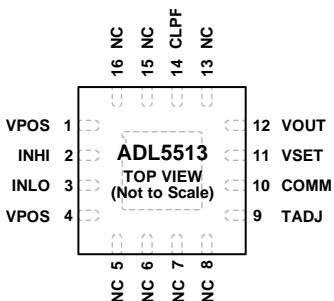 16 NC
15 NC
14 CLPF
13 NC
VPOS 1
INHI 2
INLO 3
VPOS 4
ADL5513
TOP VIEW
(Not to Scale)
12 VOUT
11 VSET
10 COMM
9 TADJ
NC 5
NC 6
NC 7
NC 8